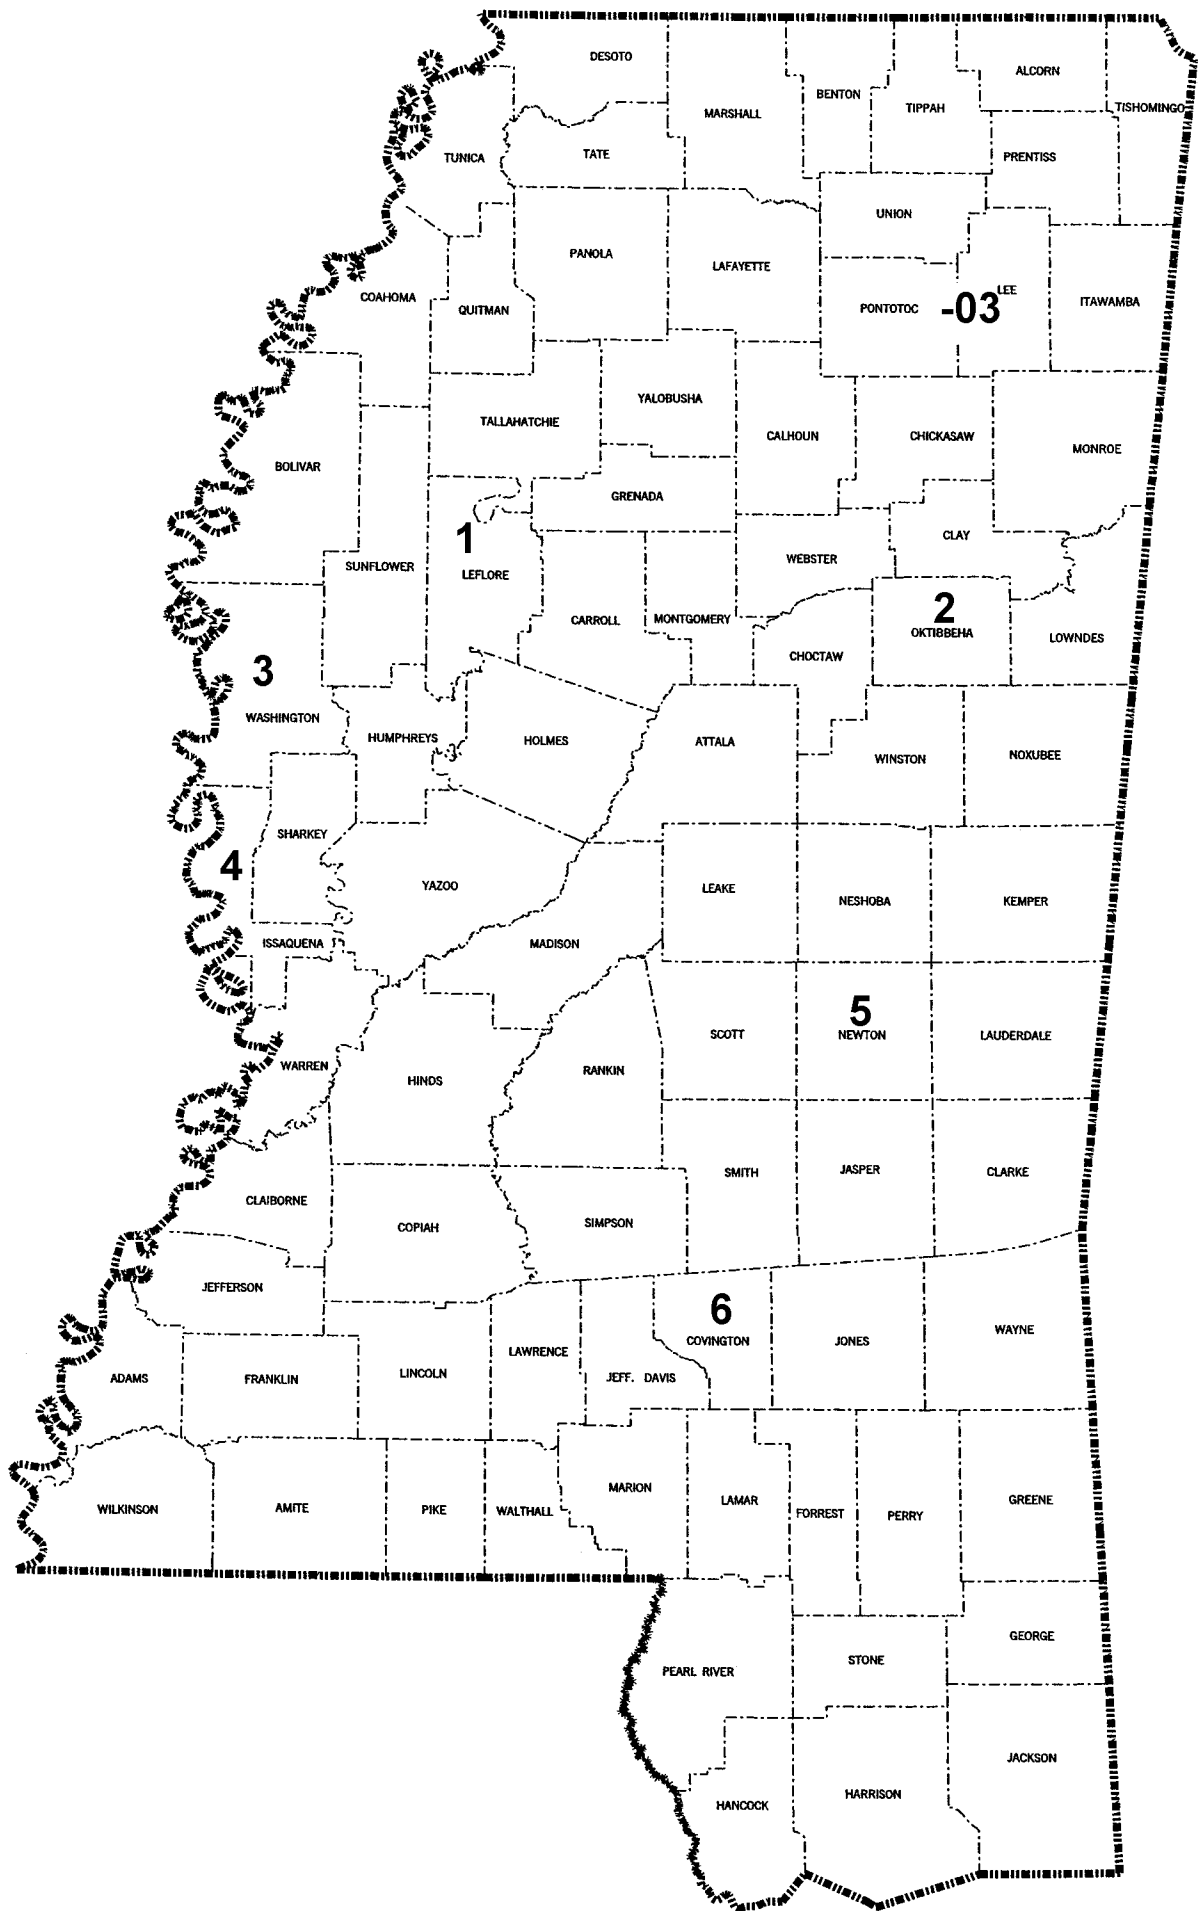 DESOTO
ALCORN
BENTON
TIPPAH
TISHOMINGO
MARSHALL
TUNICA
TATE
PRENTISS
UNION
PANOLA
LAFAYETTE
COAHOMA
QUITMAN
PONTOTOC
-03
LEE
ITAWAMBA
YALOBUSHA
TALLAHATCHIE
CALHOUN
CHICKASAW
MONROE
BOLIVAR
GRENADA
1
CLAY
WEBSTER
SUNFLOWER
LEFLORE
2
CARROLL
MONTGOMERY
OKTIBBEHA
LOWNDES
CHOCTAW
3
WASHINGTON
HUMPHREYS
HOLMES
ATTALA
WINSTON
NOXUBEE
SHARKEY
4
YAZOO
LEAKE
NESHOBA
KEMPER
ISSAQUENA
MADISON
5
SCOTT
NEWTON
LAUDERDALE
WARREN
HINDS
RANKIN
SMITH
JASPER
CLARKE
CLAIBORNE
COPIAH
SIMPSON
JEFFERSON
6
COVINGTON
JONES
WAYNE
LAWRENCE
ADAMS
FRANKLIN
LINCOLN
JEFF. DAVIS
MARION
LAMAR
GREENE
WILKINSON
AMITE
PIKE
WALTHALL
FORREST
PERRY
GEORGE
STONE
PEARL RIVER
JACKSON
HANCOCK
HARRISON